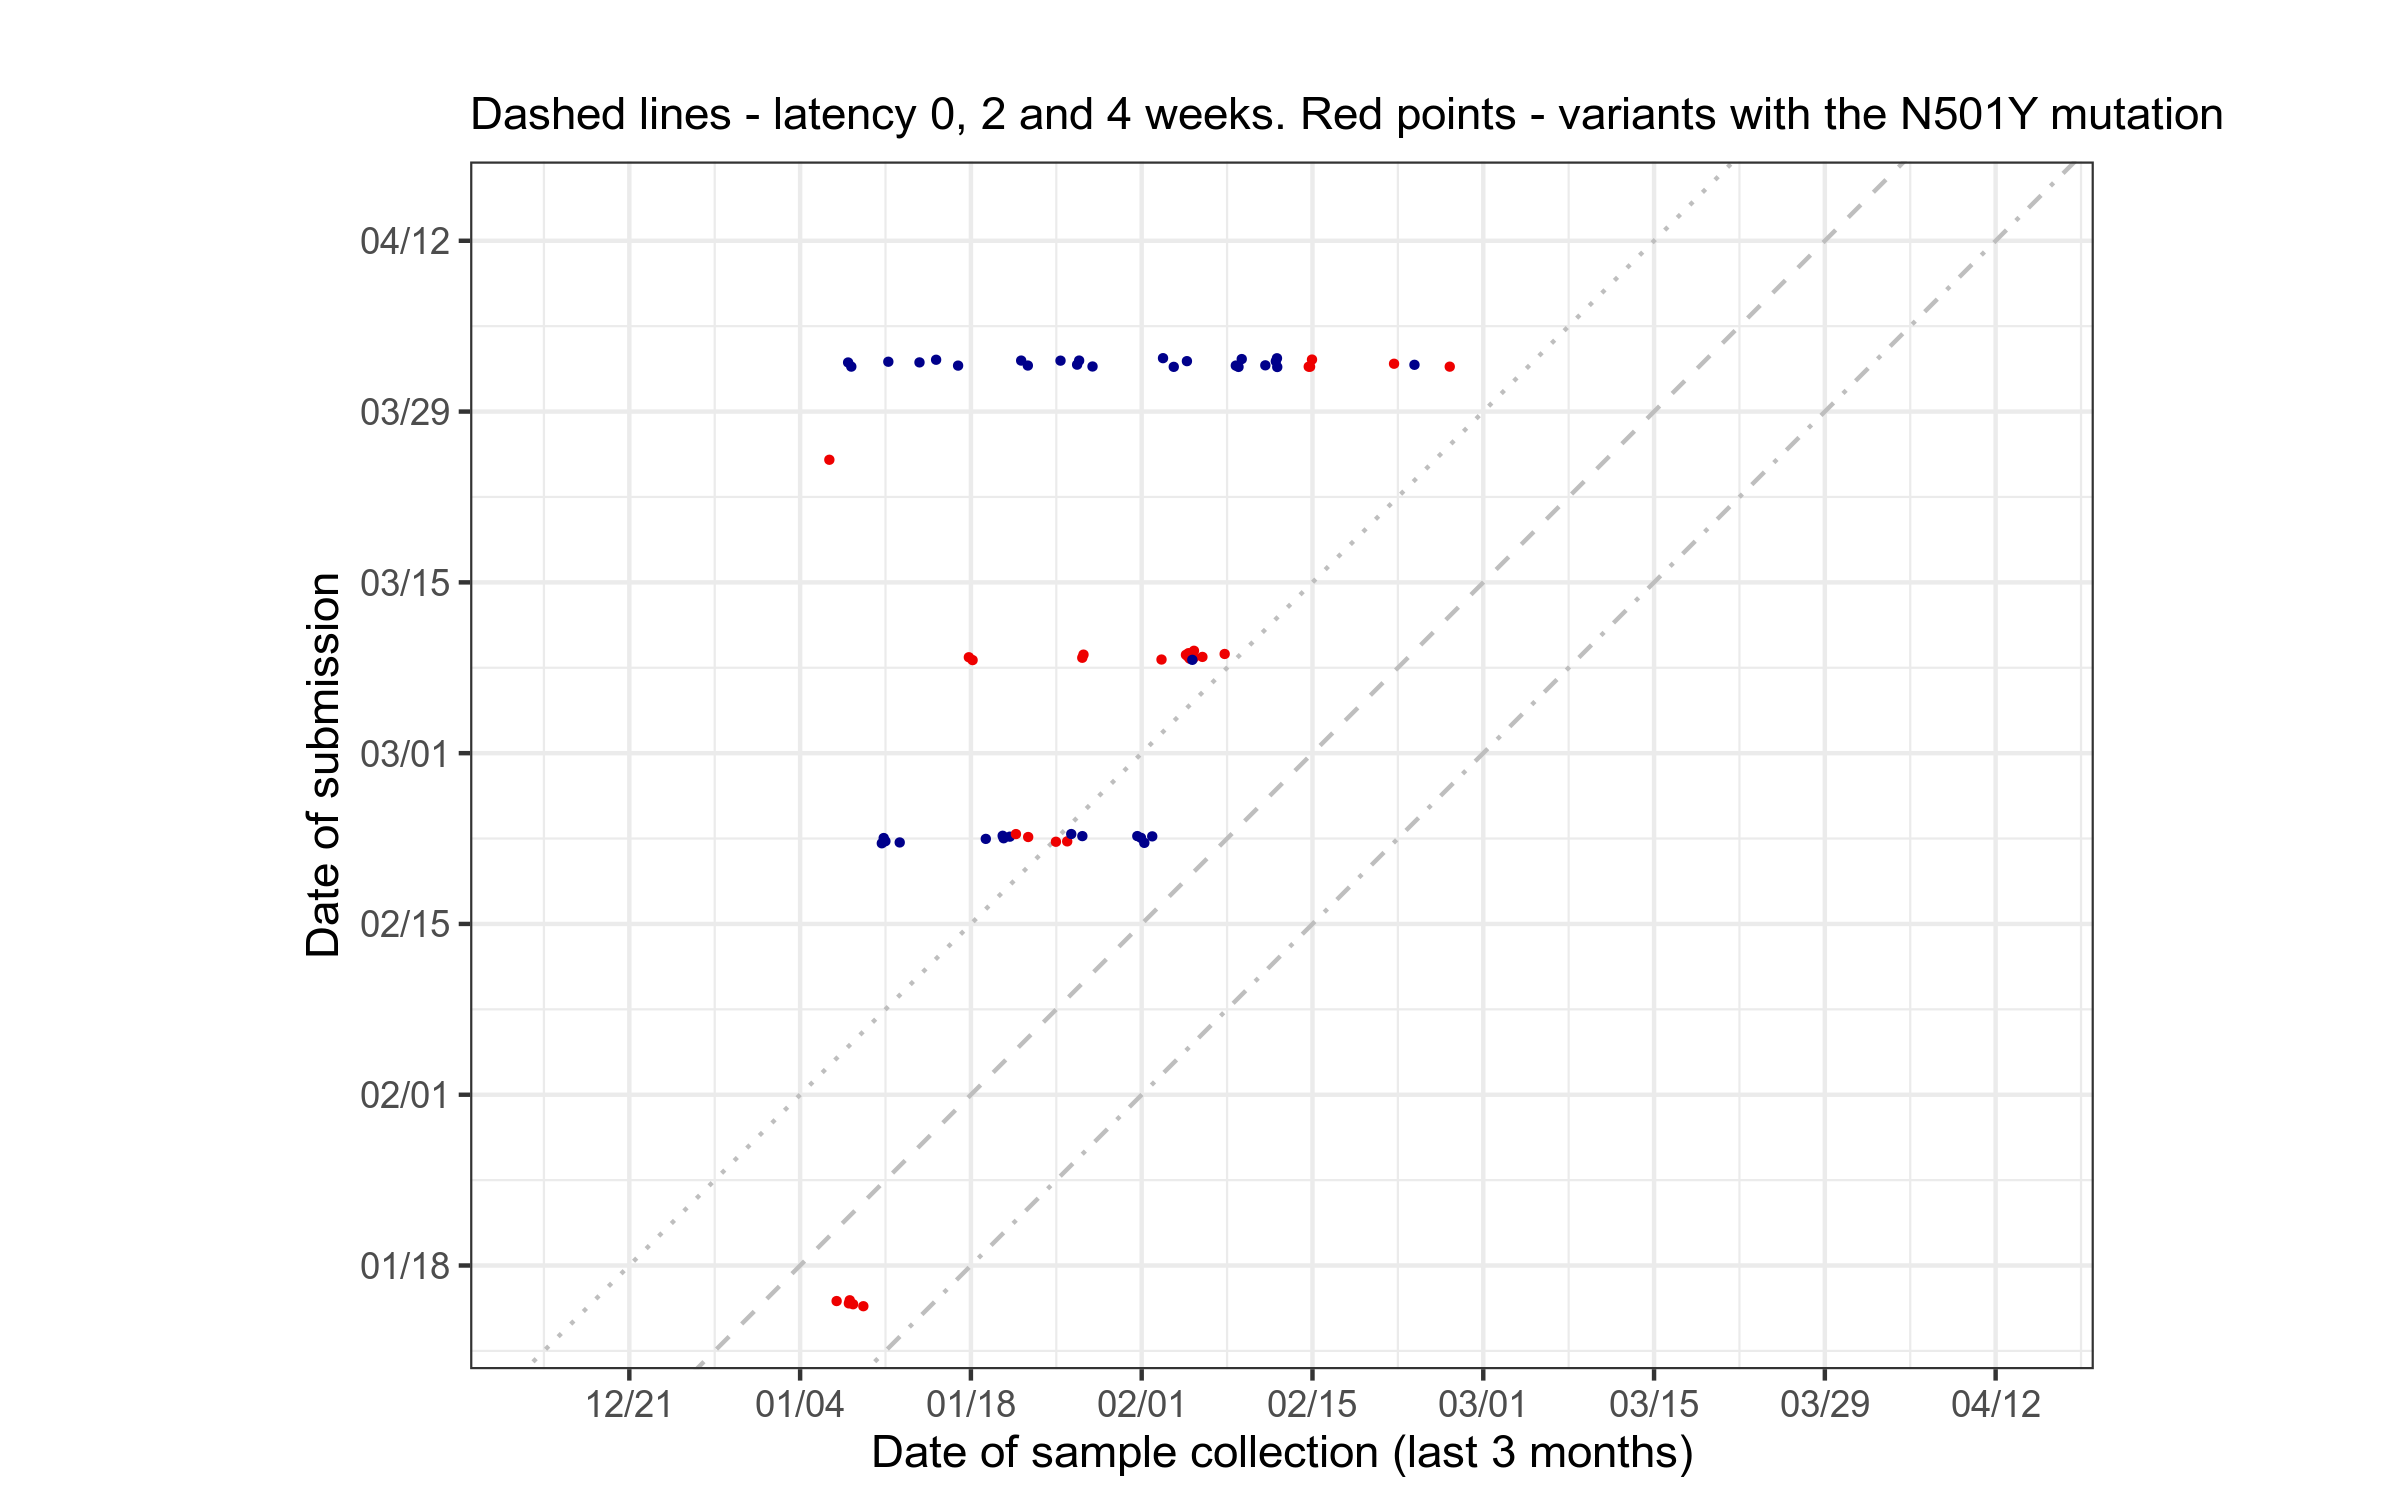 Dashed lines - latency 0, 2 and 4 weeks. Red points - variants with the N501Y mutation
Date of submission
04/12
03/29
03/15
03/01
02/15
02/01
01/18
12/21 01/04 01/18 02/01 02/15 03/01 03/15 03/29 04/12
Date of sample collection (last 3 months)